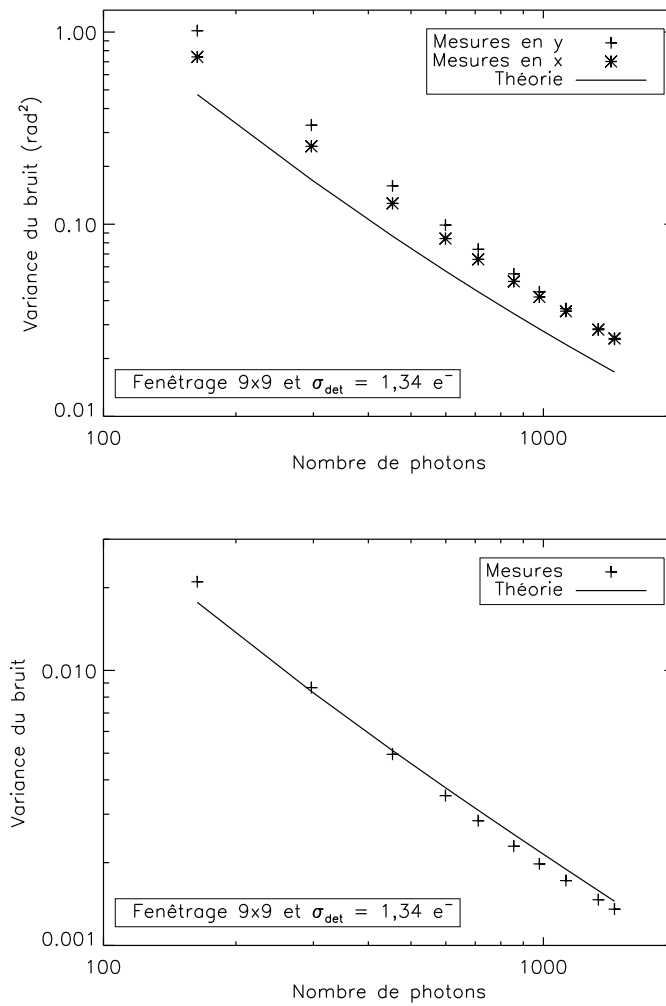 1.00
0.10
0.01
Variance du bruit (rad²)
Mesures en y
Mesures en x
Théorie
Fenêtrage 9x9 et σdet = 1,34 e⁻
100
1000
Nombre de photons
0.010
0.001
Variance du bruit
Mesures
Théorie
Fenêtrage 9x9 et σdet = 1,34 e⁻
100
1000
Nombre de photons